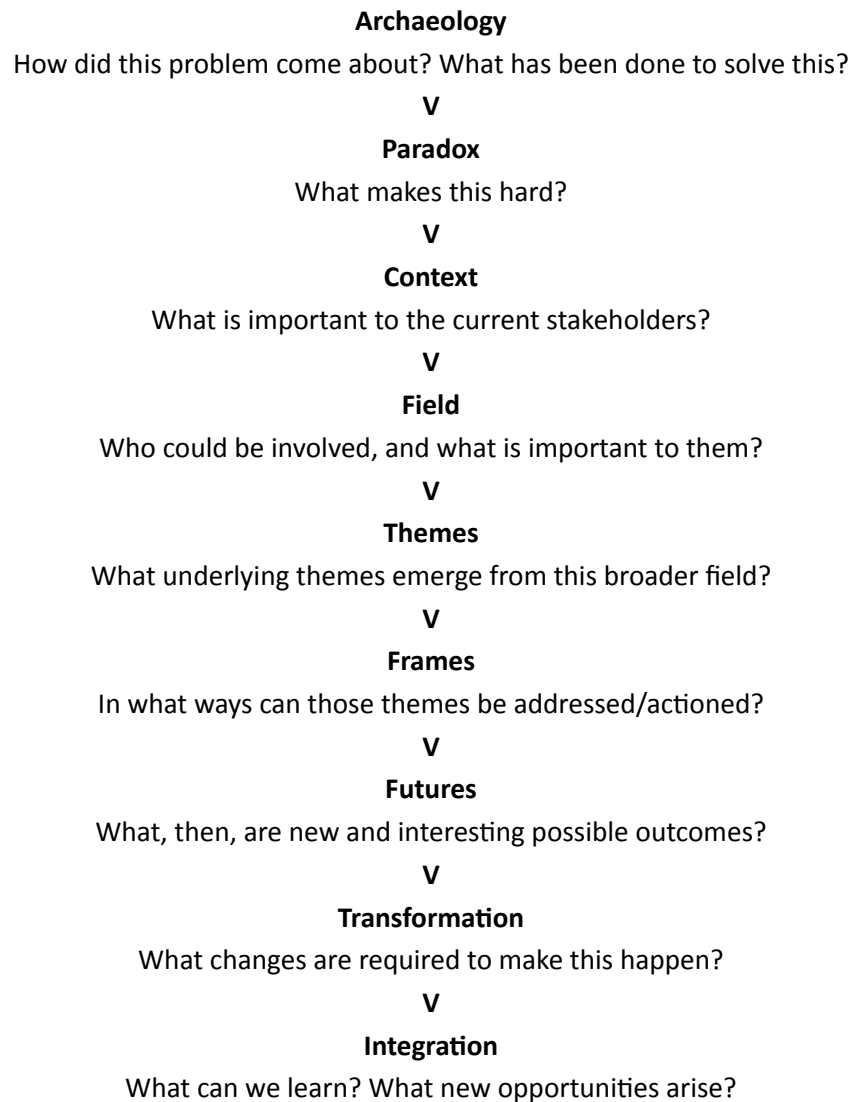 Archaeology
How did this problem come about? What has been done to solve this?
V
Paradox
What makes this hard?
V
Context
What is important to the current stakeholders?
V
Field
Who could be involved, and what is important to them?
V
Themes
What underlying themes emerge from this broader field?
V
Frames
In what ways can those themes be addressed/actioned?
V
Futures
What, then, are new and interesting possible outcomes?
V
Transformation
What changes are required to make this happen?
V
Integration
What can we learn? What new opportunities arise?